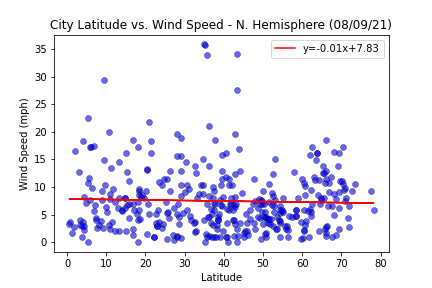 City Latitude vs. Wind Speed - N. Hemisphere (08/09/21)
y=-0.01x+7.83
35
30
25
20
15
10
5
0
Wind Speed (mph)
0 10 20 30 40 50 60 70 80
Latitude